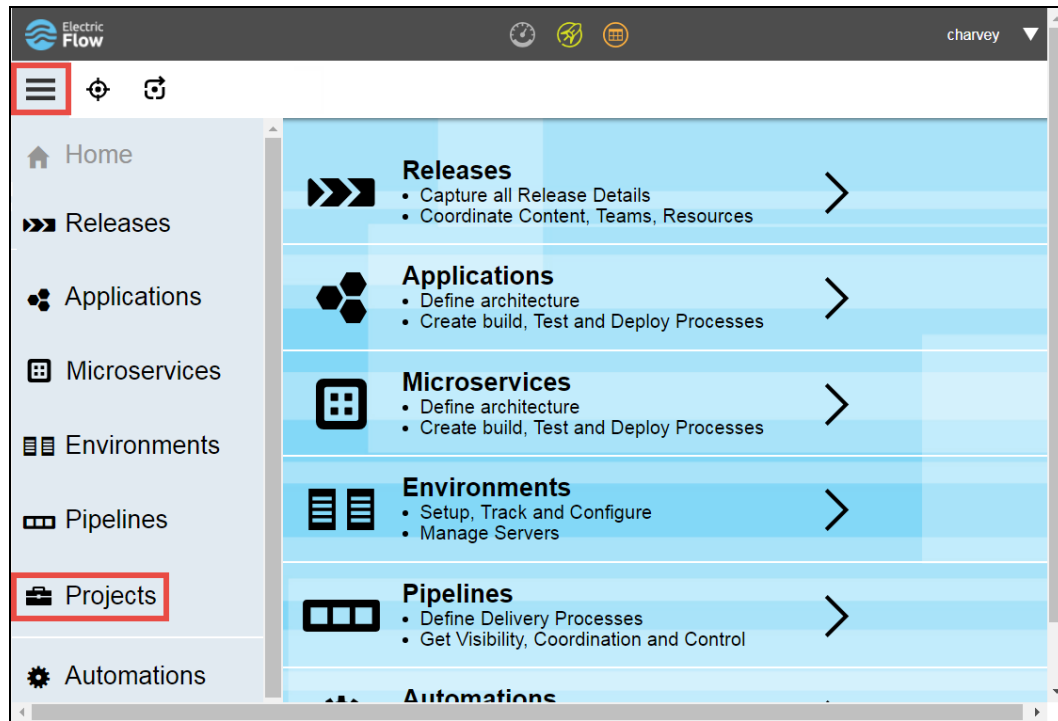 Electric
Flow
charvey
Home
Releases
Applications
Microservices
Environments
Pipelines
Projects
Automations
Releases
• Capture all Release Details
• Coordinate Content, Teams, Resources
Applications
• Define architecture
• Create build, Test and Deploy Processes
Microservices
• Define architecture
• Create build, Test and Deploy Processes
Environments
• Setup, Track and Configure
• Manage Servers
Pipelines
• Define Delivery Processes
• Get Visibility, Coordination and Control
Automations